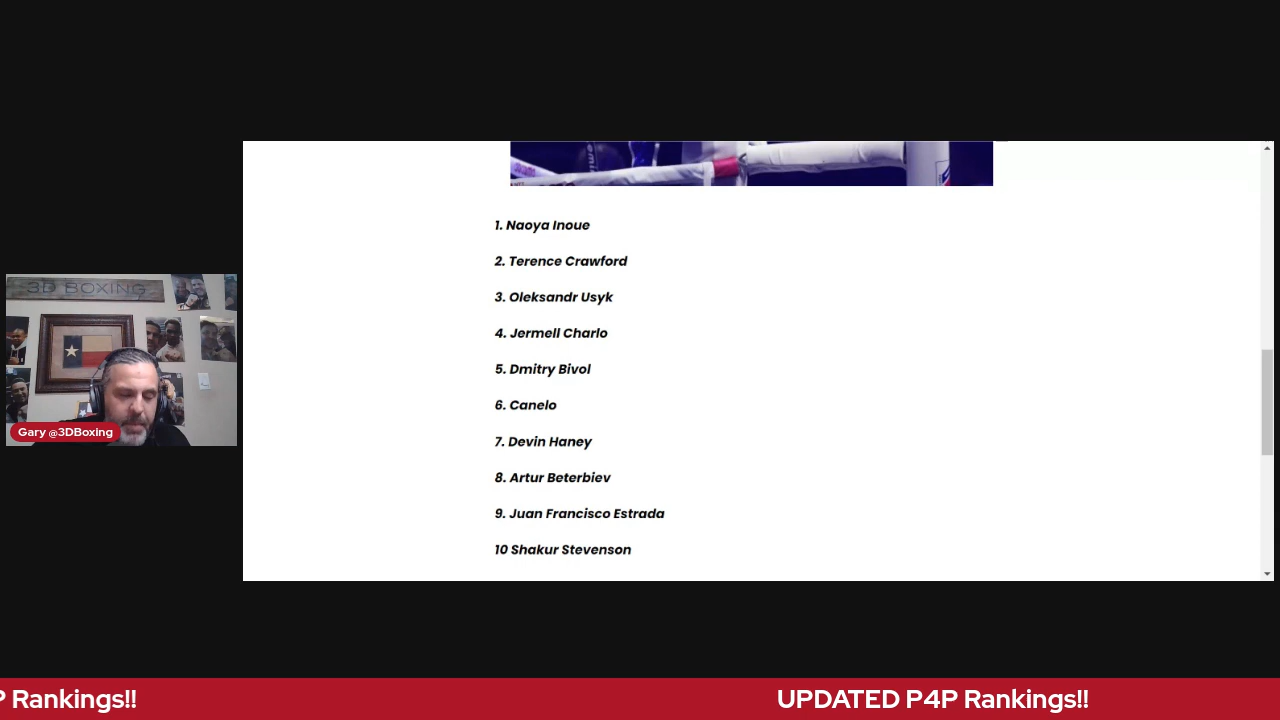 3D BOXING
Gary @3DBoxing
1. Naoya Inoue
2. Terence Crawford
3. Oleksandr Usyk
4. Jermell Charlo
5. Dmitry Bivol
6. Canelo
7. Devin Haney
8. Artur Beterbiev
9. Juan Francisco Estrada
10 Shakur Stevenson
P Rankings!!
UPDATED P4P Rankings!!